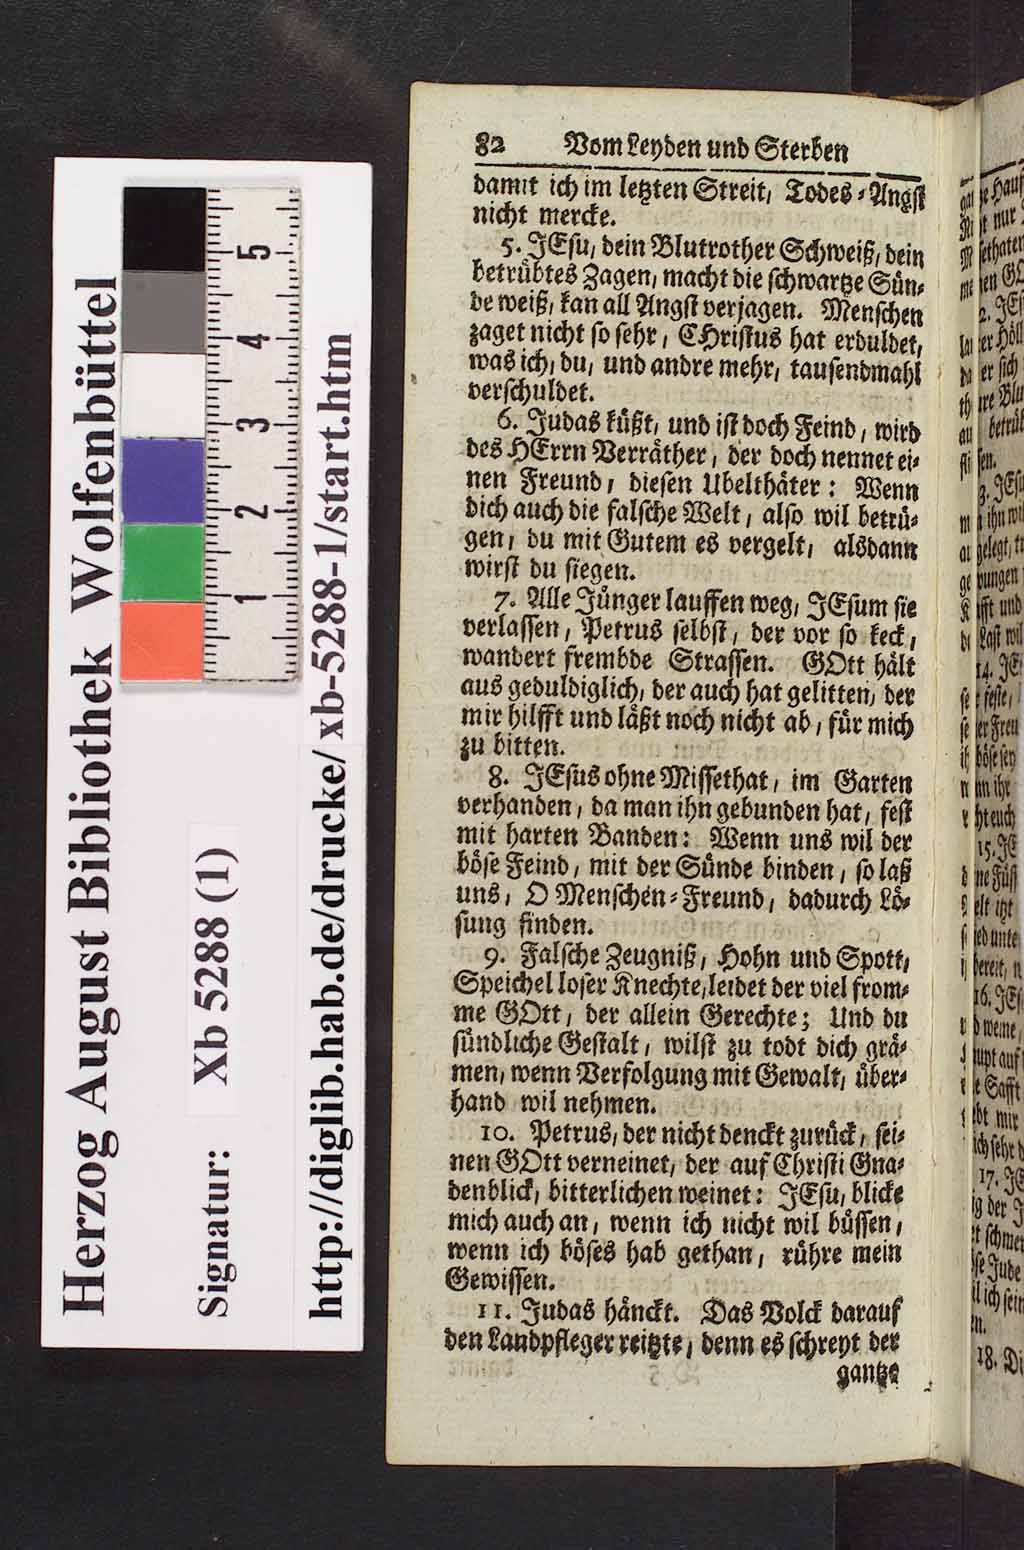 82 Vom Leyden und Sterben
damit ich im letzten Streit, Todes-Angst
nicht mercke.
5. JEsu, dein Blutrother Schweiß, dein
betrübtes Zagen, macht die schwartze Sün-
de weiß, kan all Angst verjagen. Menschen
zaget nicht so sehr, CHristus hat erduldet,
was ich, du, und andre mehr, tausendmahl
verschuldet.
6. Judas küßt, und ist doch Feind, wird
des HErrn Verräther, der doch nennet ei-
nen Freund, diesen Ubelthäter: Wenn
dich auch die falsche Welt, also wil betrü-
gen, du mit Gutem es vergelt, alsdann
wirst du siegen.
7. Alle Jünger lauffen weg, JEsum sie
verlassen, Petrus selbst, der vor so keck,
wandert frembde Strassen. GOtt hält
aus geduldiglich, der auch hat gelitten, der
mir hilfft und läßt noch nicht ab, für mich
zu bitten.
8. JEsus ohne Missethat, im Garten
verhanden, da man ihn gebunden hat, fest
mit harten Banden: Wenn uns wil der
böse Feind, mit der Sünde binden, so laß
uns, O Menschen-Freund, dadurch Lö-
sung finden.
9. Falsche Zeugniß, Hohn und Spott,
Speichel loser Knechte, leidet der viel from-
me GOtt, der allein Gerechte; Und du
sündliche Gestalt, wilst zu todt dich grä-
men, wenn Verfolgung mit Gewalt, über-
hand wil nehmen.
10. Petrus, der nicht denckt zurück, sei-
nen GOtt verneinet, der auf Christi Gna-
denblick, bitterlichen weinet: JEsu, blicke
mich auch an, wenn ich nicht wil büssen,
wenn ich böses hab gethan, rühre mein
Gewissen.
11. Judas hänckt. Das Volck darauf
den Landpfleger reitzte, denn es schreyt der
gantze
Herzog August Bibliothek Wolfenbüttel
Signatur: Xb 5288 (1)
http://diglib.hab.de/drucke/ xb-5288-1/start.htm
5
4
3
2
1